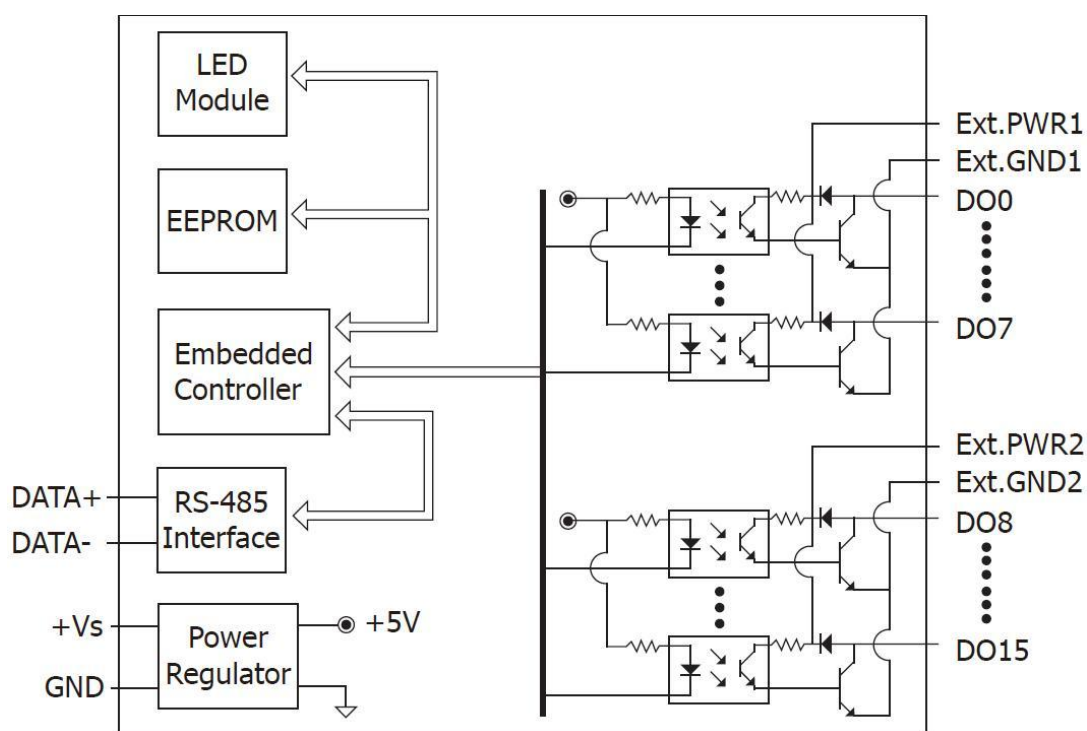 LED
Module
EEPROM
Embedded
Controller
RS-485
Interface
DATA+
DATA-
Power
Regulator
+Vs
GND
+5V
Ext.PWR1
Ext.GND1
DO0
DO7
Ext.PWR2
Ext.GND2
DO8
DO15